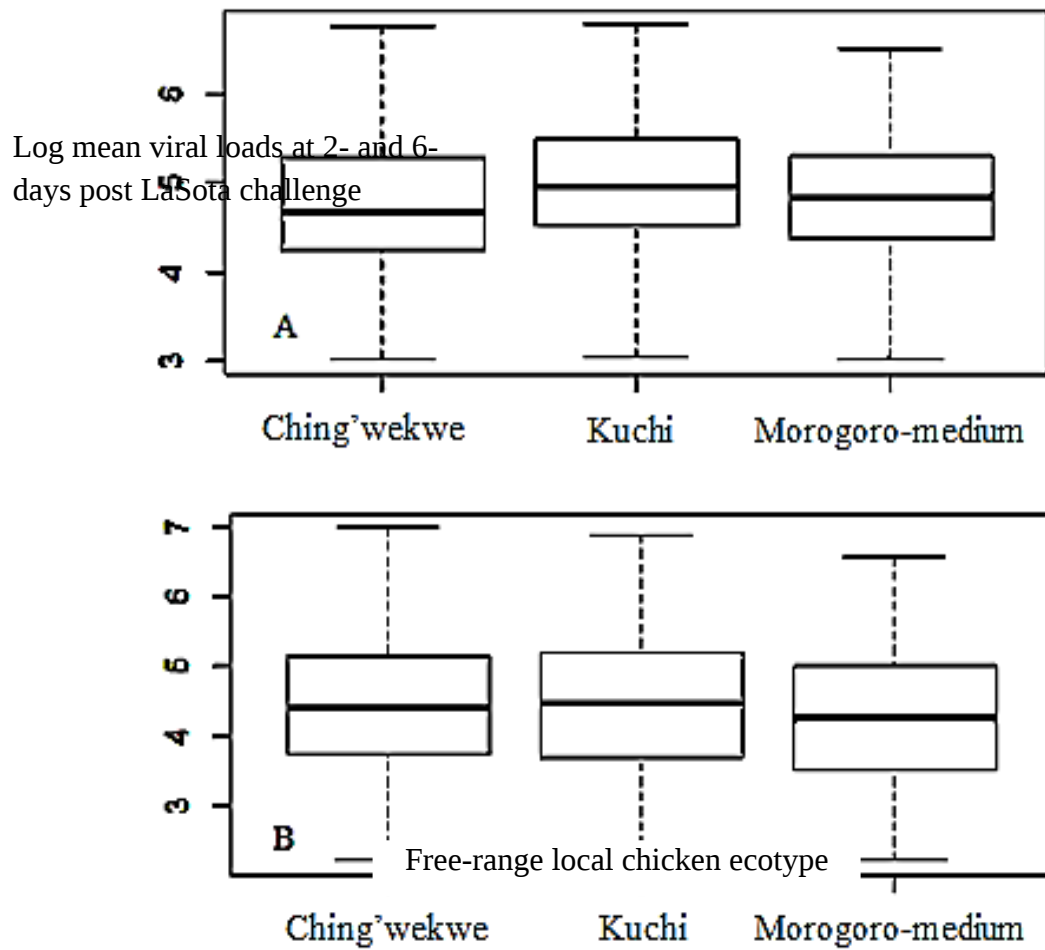 6
Log mean viral loads at 2- and 6-
days post LaSota challenge
5
4
A
3
Ching’wekwe Kuchi Morogoro-medium
7
6
5
4
3
B
Free-range local chicken ecotype
Ching’wekwe Kuchi Morogoro-medium